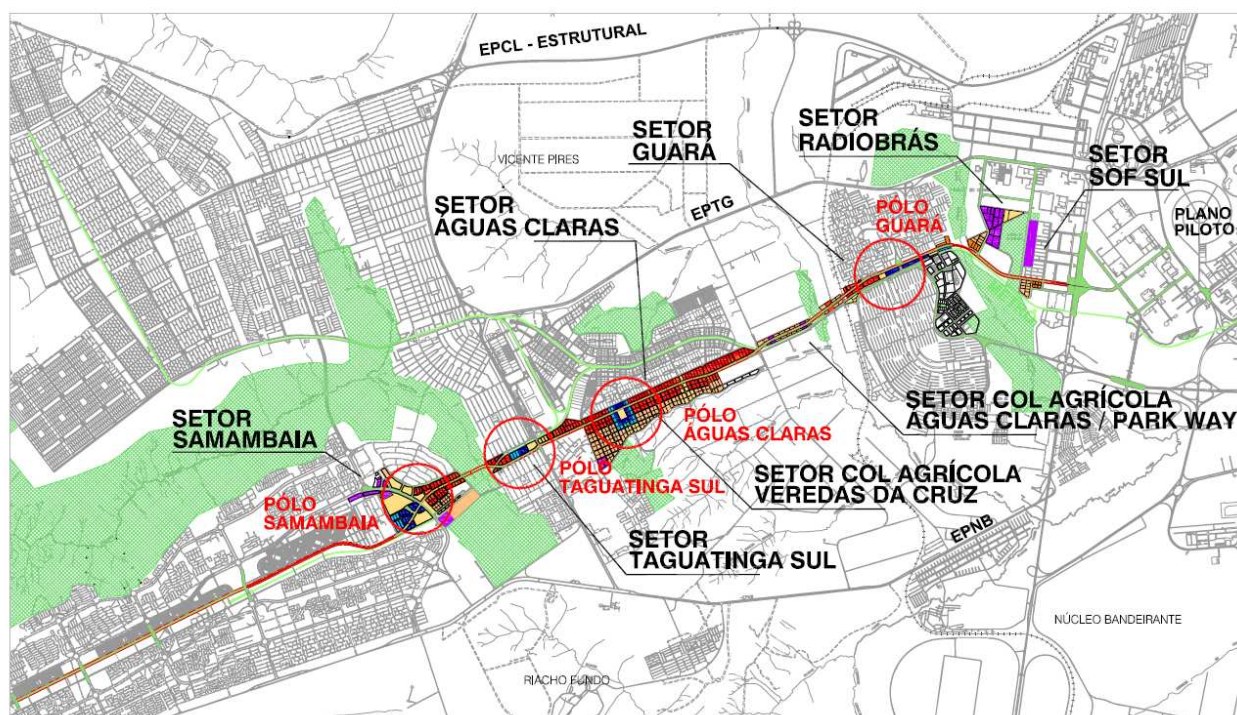 EPCL - ESTRUTURAL
SETOR
GUARÁ
SETOR
RADIOBRÁS
SETOR
SOF SUL
VICENTE PIRES
SETOR
ÁGUAS CLARAS
EPTG
PÓLO
GUARÁ
PLANO
PILOTO
SETOR
SAMAMBAIA
PÓLO
ÁGUAS CLARAS
SETOR COL AGRÍCOLA
ÁGUAS CLARAS / PARK WAY
PÓLO
TAGUATINGA SUL
SETOR COL AGRÍCOLA
VEREDAS DA CRUZ
PÓLO
SAMAMBAIA
SETOR
TAGUATINGA SUL
EPNB
NÚCLEO BANDEIRANTE
RIACHO FUNDO